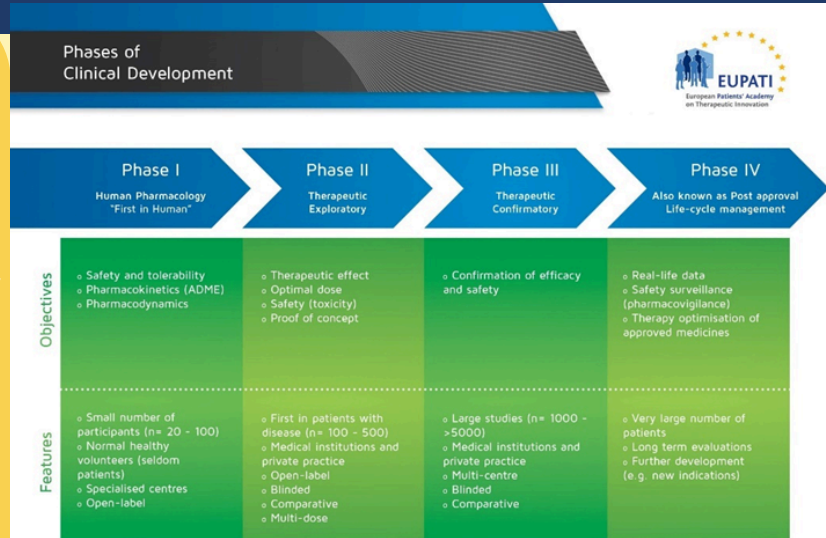 Phases of
Clinical Development
EUPATI
European Patients' Academy
on Therapeutic Innovation
Phase I
Human Pharmacology
"First in Human"
Phase II
Therapeutic
Exploratory
Phase III
Therapeutic
Confirmatory
Phase IV
Also known as Post approval
Life-cycle management
Objectives
o Safety and tolerability
o Pharmacokinetics (ADME)
o Pharmacodynamics
o Therapeutic effect
o Optimal dose
o Safety (toxicity)
o Proof of concept
o Confirmation of efficacy
and safety
o Real-life data
o Safety surveillance
(pharmacovigilance)
o Therapy optimisation of
approved medicines
Features
o Small number of
participants (n= 20 - 100)
o Normal healthy
volunteers (seldom
patients)
o Specialised centres
o Open-label
o First in patients with
disease (n= 100 - 500)
o Medical institutions and
private practice
o Open-label
o Blinded
o Comparative
o Multi-dose
o Large studies (n= 1000 -
>5000)
o Medical institutions and
private practice
o Multi-centre
o Blinded
o Comparative
o Very large number of
patients
o Long term evaluations
o Further development
(e.g. new indications)